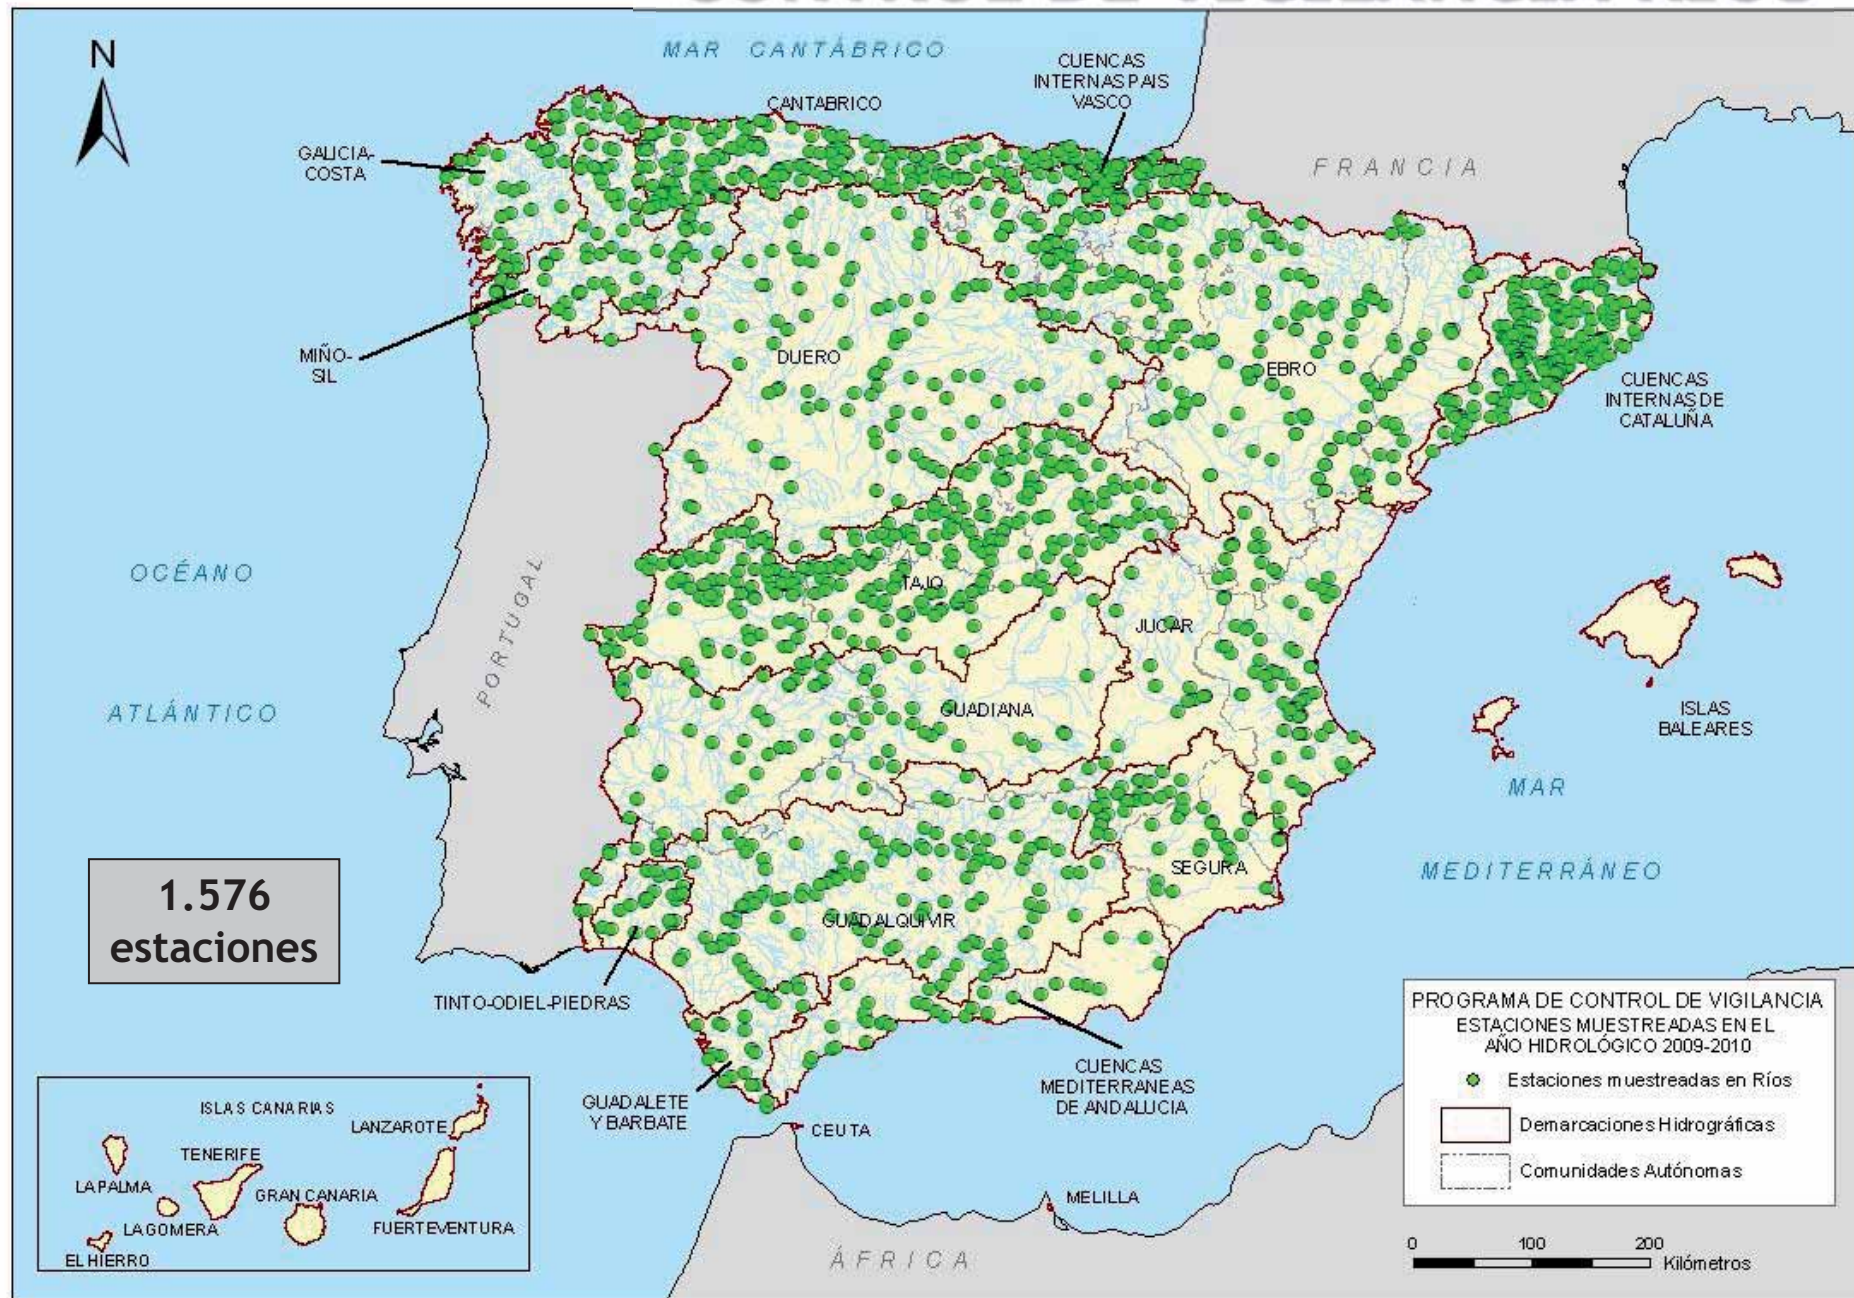 MAR CANTÁBRICO
CUENCAS
INTERNAS PAIS
VASCO
CANTABRICO
GALICIA-
COSTA
FRANCIA
MIÑO-
SIL
DUERO
EBRO
CUENCAS
INTERNAS DE
CATALUÑA
OCÉANO
ATLÁNTICO
PORTUGAL
TAJO
JUCAR
GUADIANA
ISLAS
BALEARES
MAR
MEDITERRÁNEO
SEGURA
GUADALQUIVIR
1.576
estaciones
TINTO-ODIEL-PIEDRAS
GUADALETE
Y BARBATE
CUENCAS
MEDITERRANEAS
DE ANDALUCIA
CEUTA
MELILLA
ÁFRICA
ISLAS CANARIAS
LANZAROTE
TENERIFE
LA PALMA
GRAN CANARIA
LA GOMERA
FUERTEVENTURA
EL HIERRO
PROGRAMA DE CONTROL DE VIGILANCIA
ESTACIONES MUESTREADAS EN EL
AÑO HIDROLÓGICO 2009-2010
Estaciones muestreadas en Ríos
Demarcaciones Hidrográficas
Comunidades Autónomas
0 100 200
Kilómetros
N